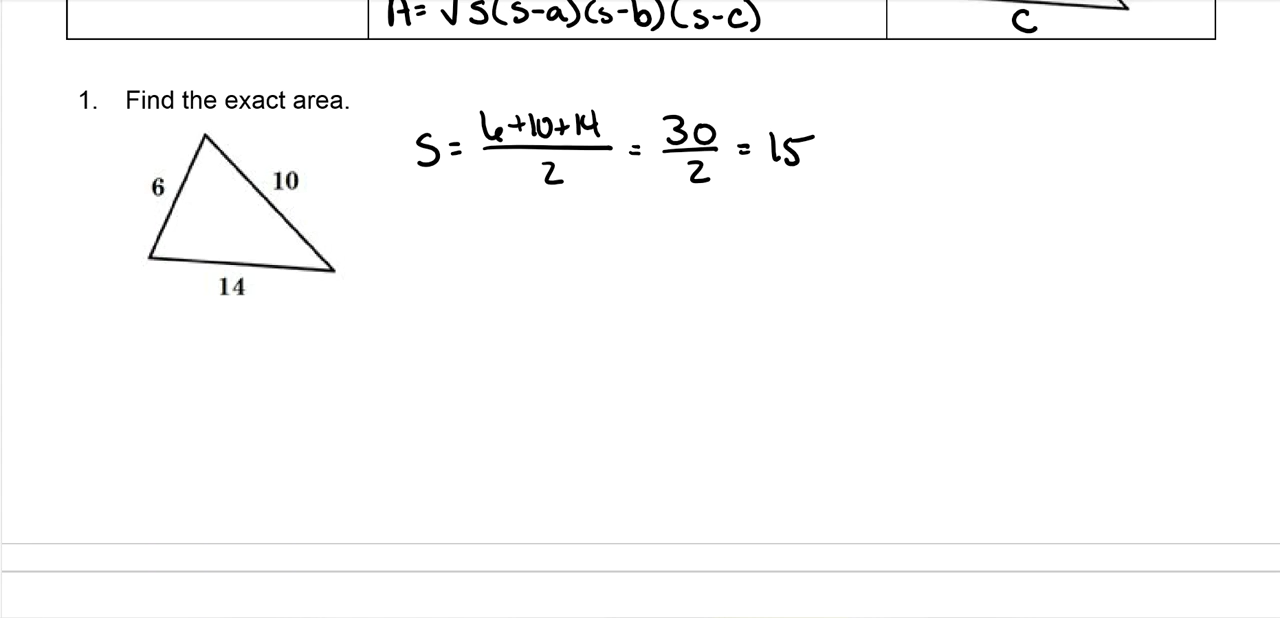 A = √s(s-a)(s-b)(s-c)
C
1. Find the exact area.
S = 6+10+14 / 2 = 30 / 2 = 15
6
10
14